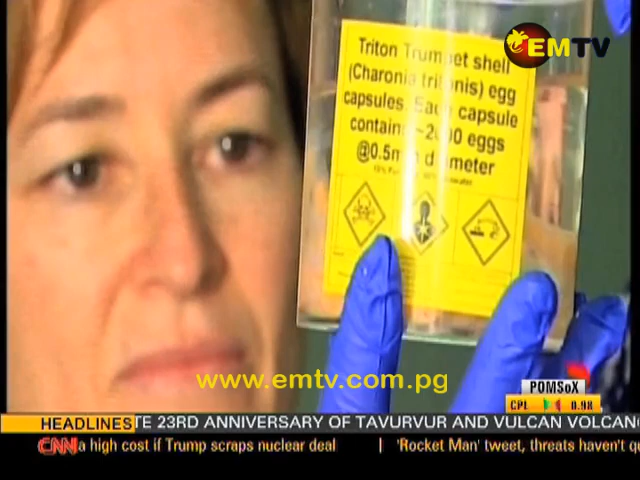 EMTV
Triton Trumpet shell
(Charonia tritonis) egg
capsules. Each capsule
contains ~2000 eggs
@0.5mm diameter
www.emtv.com.pg
POMSoX
CPL 0.98
HEADLINES TE 23RD ANNIVERSARY OF TAVURVUR AND VULCAN VOLCAN
CNN a high cost if Trump scraps nuclear deal | 'Rocket Man' tweet, threats haven't q